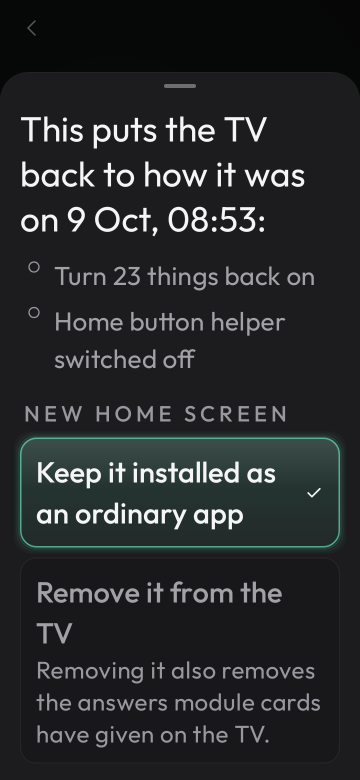 This puts the TV
back to how it was
on 9 Oct, 08:53:
Turn 23 things back on
Home button helper
switched off
NEW HOME SCREEN
Keep it installed as
an ordinary app
Remove it from the
TV
Removing it also removes
the answers module cards
have given on the TV.